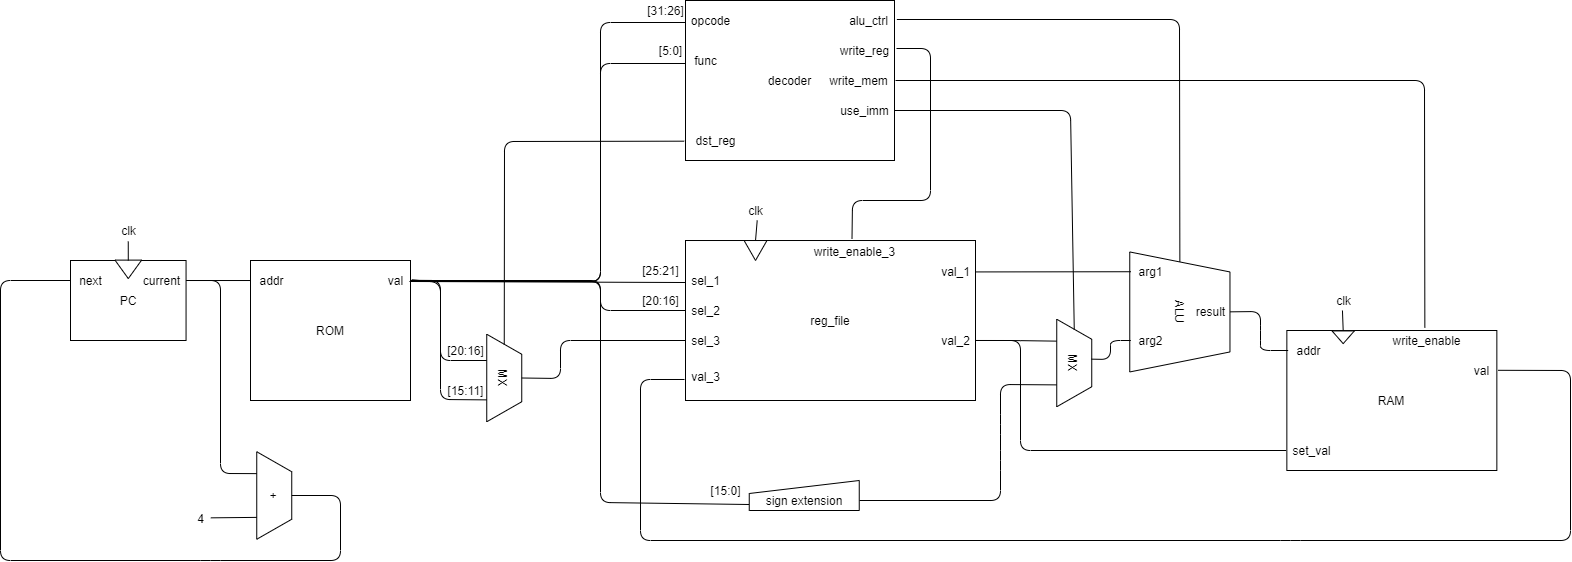 [31:26]
opcode
alu_ctrl
[5:0]
func
write_reg
decoder
write_mem
use_imm
dst_reg
clk
clk
write_enable_3
next
current
PC
addr
val
ROM
[25:21]
sel_1
[20:16]
sel_2
sel_3
val_3
reg_file
val_1
val_2
[20:16]
[15:11]
MX
MX
arg1
arg2
ALU
result
clk
addr
write_enable
val
RAM
set_val
[15:0]
sign extension
+
4